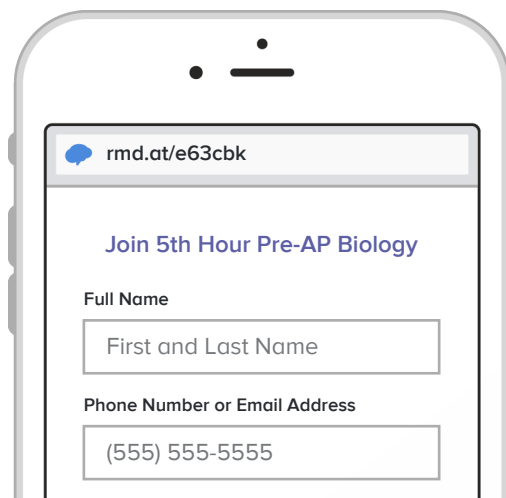 rmd.at/e63cbk
Join 5th Hour Pre-AP Biology
Full Name
First and Last Name
Phone Number or Email Address
(555) 555-5555